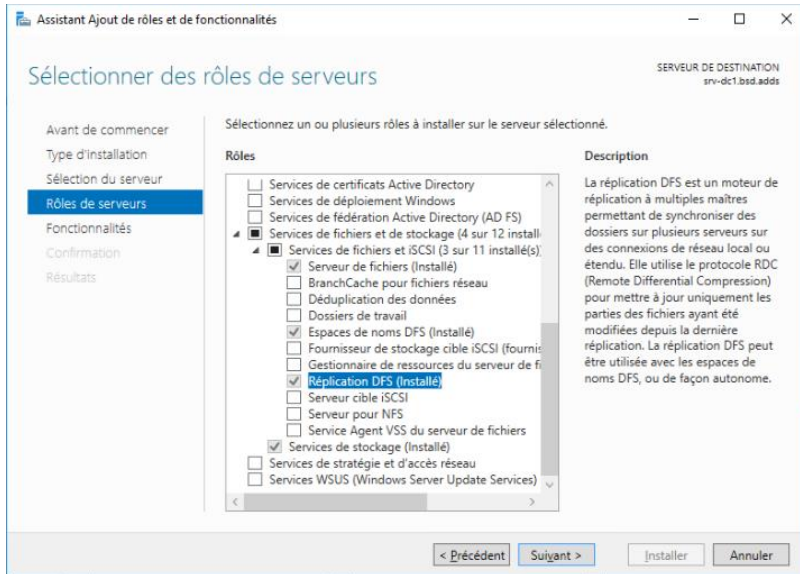 Assistant Ajout de rôles et de fonctionnalités
Sélectionner des rôles de serveurs
SERVEUR DE DESTINATION
srv-dc1.bsd.adds
Avant de commencer
Type d'installation
Sélection du serveur
Rôles de serveurs
Fonctionnalités
Confirmation
Résultats
Sélectionnez un ou plusieurs rôles à installer sur le serveur sélectionné.
Rôles
Services de certificats Active Directory
Services de déploiement Windows
Services de fédération Active Directory (AD FS)
Services de fichiers et de stockage (4 sur 12 install
Services de fichiers et iSCSI (3 sur 11 installé(s)
Serveur de fichiers (Installé)
BranchCache pour fichiers réseau
Déduplication des données
Dossiers de travail
Espaces de noms DFS (Installé)
Fournisseur de stockage cible iSCSI (fournis
Gestionnaire de ressources du serveur de fi
Réplication DFS (Installé)
Serveur cible iSCSI
Serveur pour NFS
Service Agent VSS du serveur de fichiers
Services de stockage (Installé)
Services de stratégie et d'accès réseau
Services WSUS (Windows Server Update Services)
Description
La réplication DFS est un moteur de
réplication à multiples maîtres
permettant de synchroniser des
dossiers sur plusieurs serveurs sur
des connexions de réseau local ou
étendu. Elle utilise le protocole RDC
(Remote Differential Compression)
pour mettre à jour uniquement les
parties des fichiers ayant été
modifiées depuis la dernière
réplication. La réplication DFS peut
être utilisée avec les espaces de
noms DFS, ou de façon autonome.
< Précédent
Suivant >
Installer
Annuler